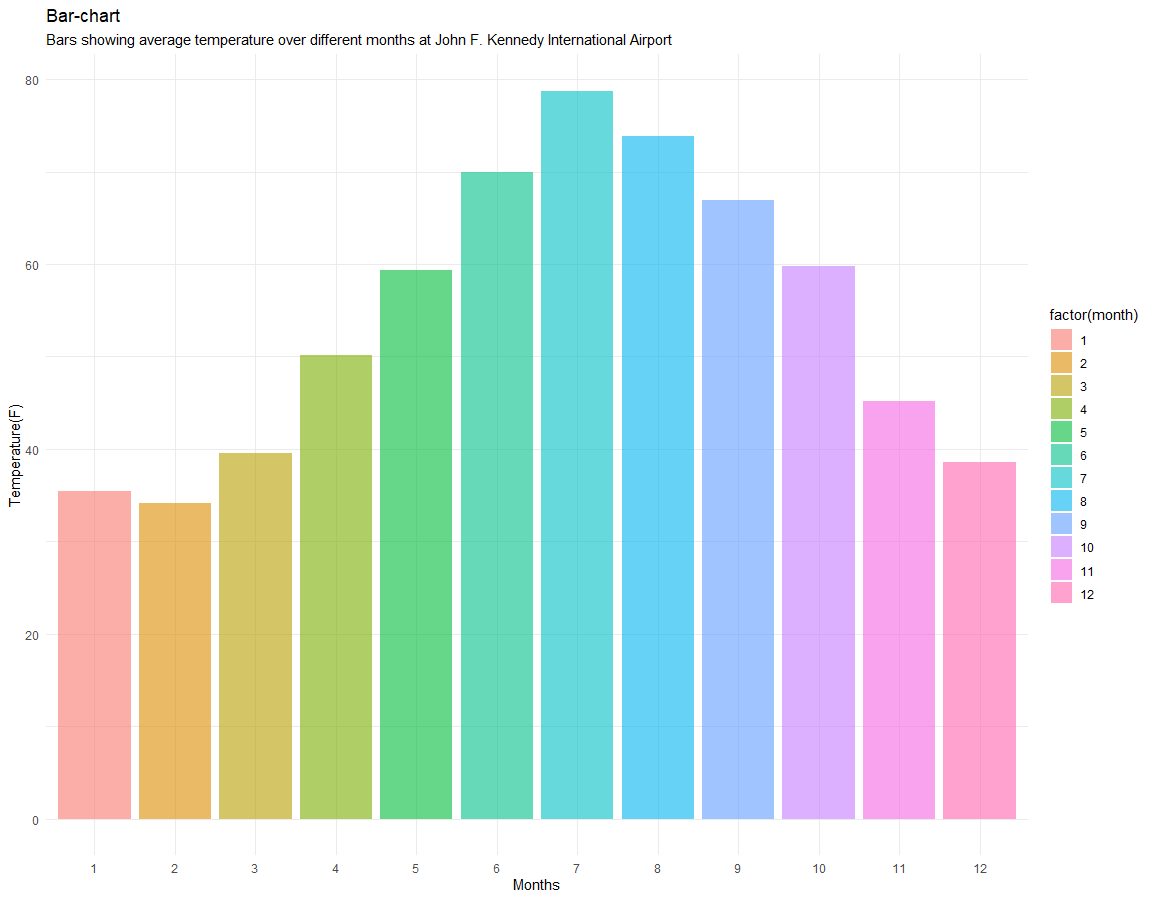 Bar-chart
Bars showing average temperature over different months at John F. Kennedy International Airport
80
60
40
20
0
Temperature(F)
1 2 3 4 5 6 7 8 9 10 11 12
Months
factor(month)
1
2
3
4
5
6
7
8
9
10
11
12